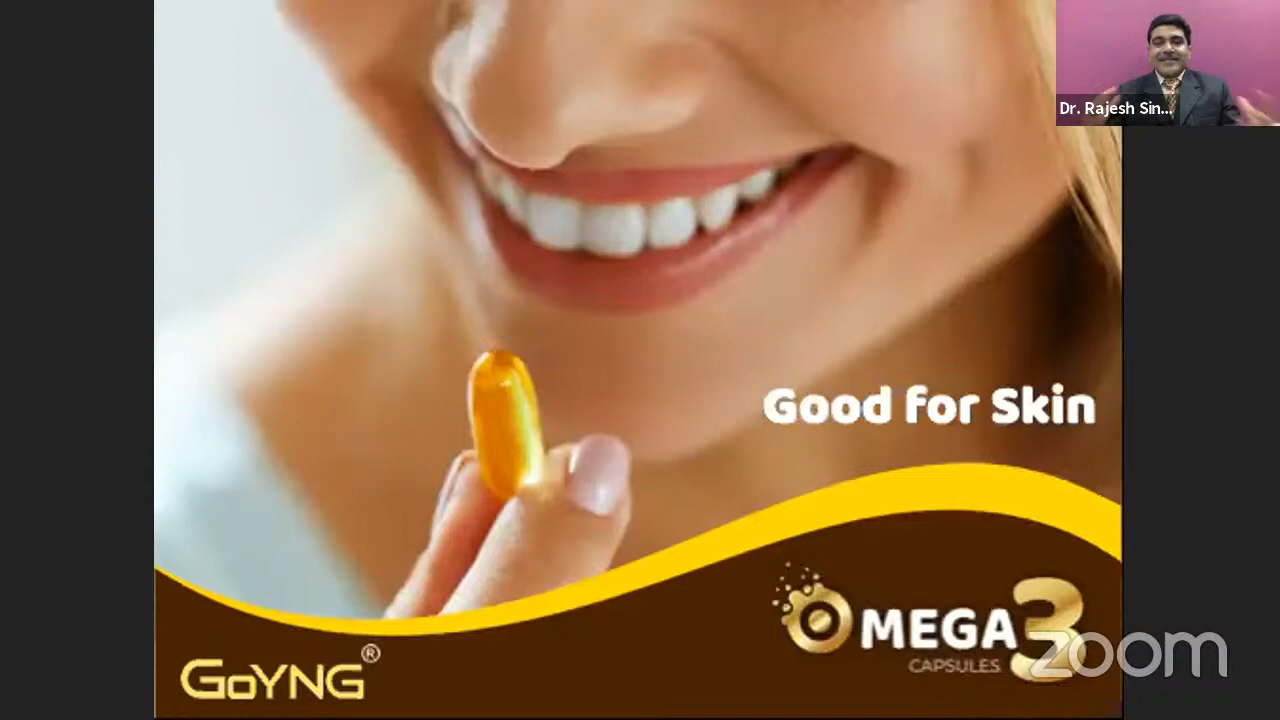 Dr. Rajesh Sin...
Good for Skin
OMEGA 3
CAPSULES
zoom
GoYNG®